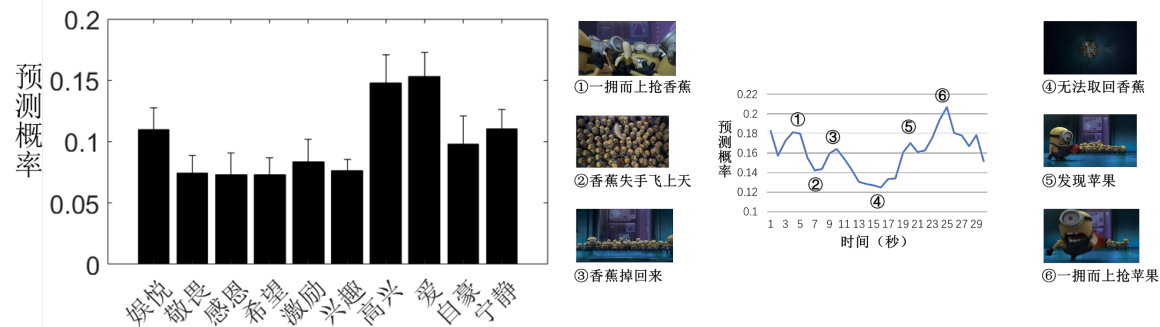 预测概率
0.2
0.15
0.1
0.05
0
娱悦
敬畏
感恩
希望
激励
兴趣
高兴
爱
自豪
宁静
①一拥而上抢香蕉
②香蕉失手飞上天
③香蕉掉回来
预测概率
0.22
0.2
0.18
0.16
0.14
0.12
0.1
①
②
③
④
⑤
⑥
1 3 5 7 9 11 13 15 17 19 21 23 25 27 29
时间（秒）
④无法取回香蕉
⑤发现苹果
⑥一拥而上抢苹果